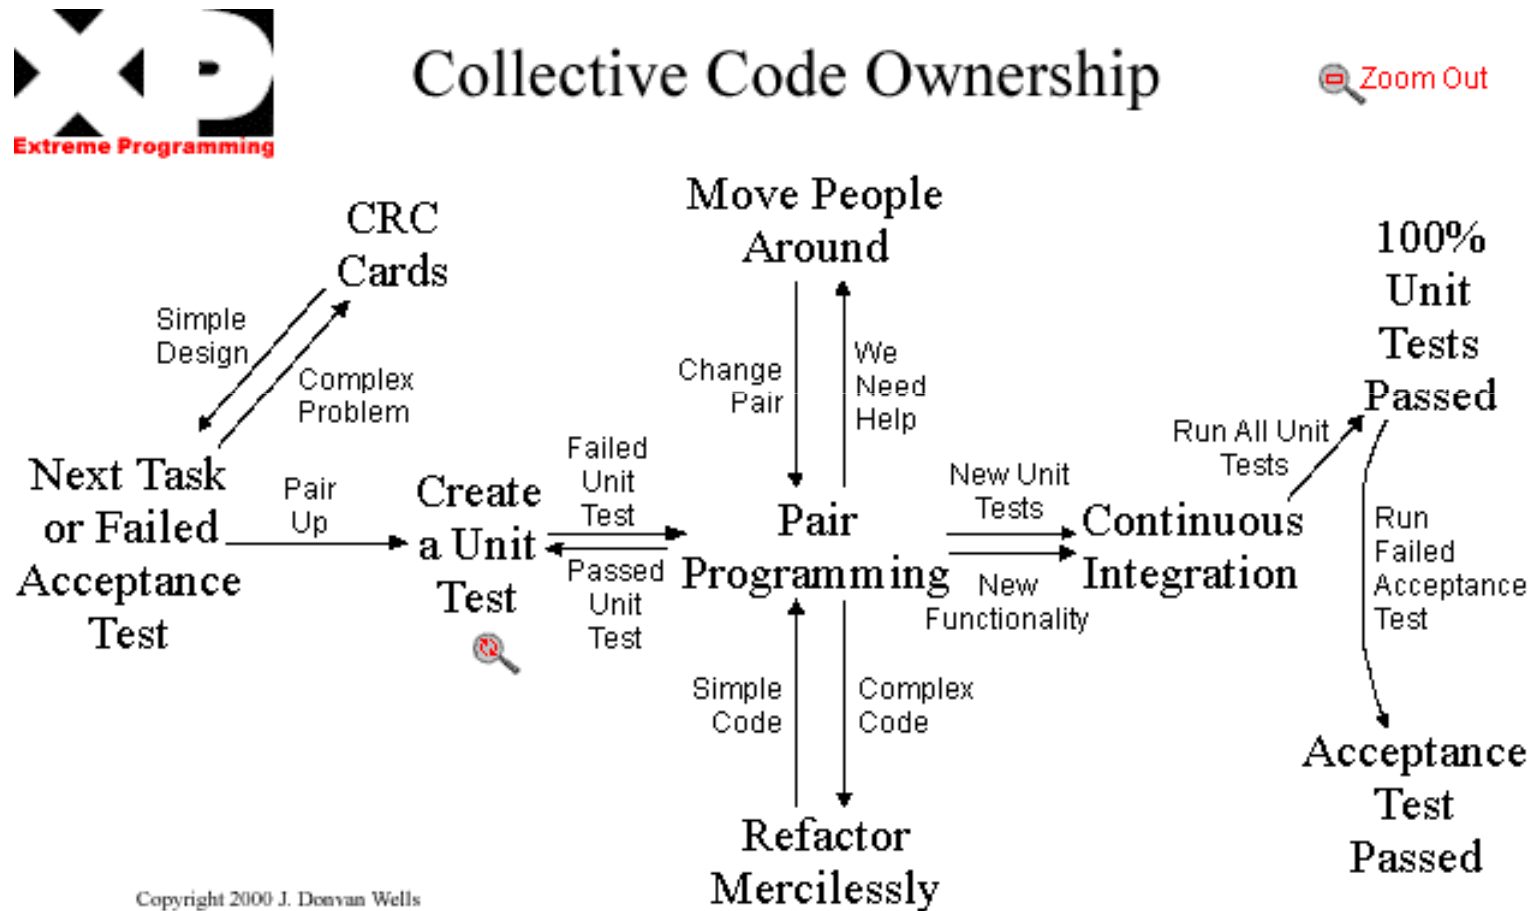 XP
Extreme Programming
Collective Code Ownership
Zoom Out
CRC
Cards
Simple
Design
Complex
Problem
Next Task
or Failed
Acceptance
Test
Pair
Up
Create
a Unit
Test
Failed
Unit
Test
Passed
Unit
Test
Move People
Around
Change
Pair
We
Need
Help
Pair
Programming
Simple
Code
Complex
Code
Refactor
Mercilessly
New Unit
Tests
New
Functionality
Continuous
Integration
Run All Unit
Tests
100%
Unit
Tests
Passed
Run
Failed
Acceptance
Test
Acceptance
Test
Passed
Copyright 2000 J. Donvan Wells